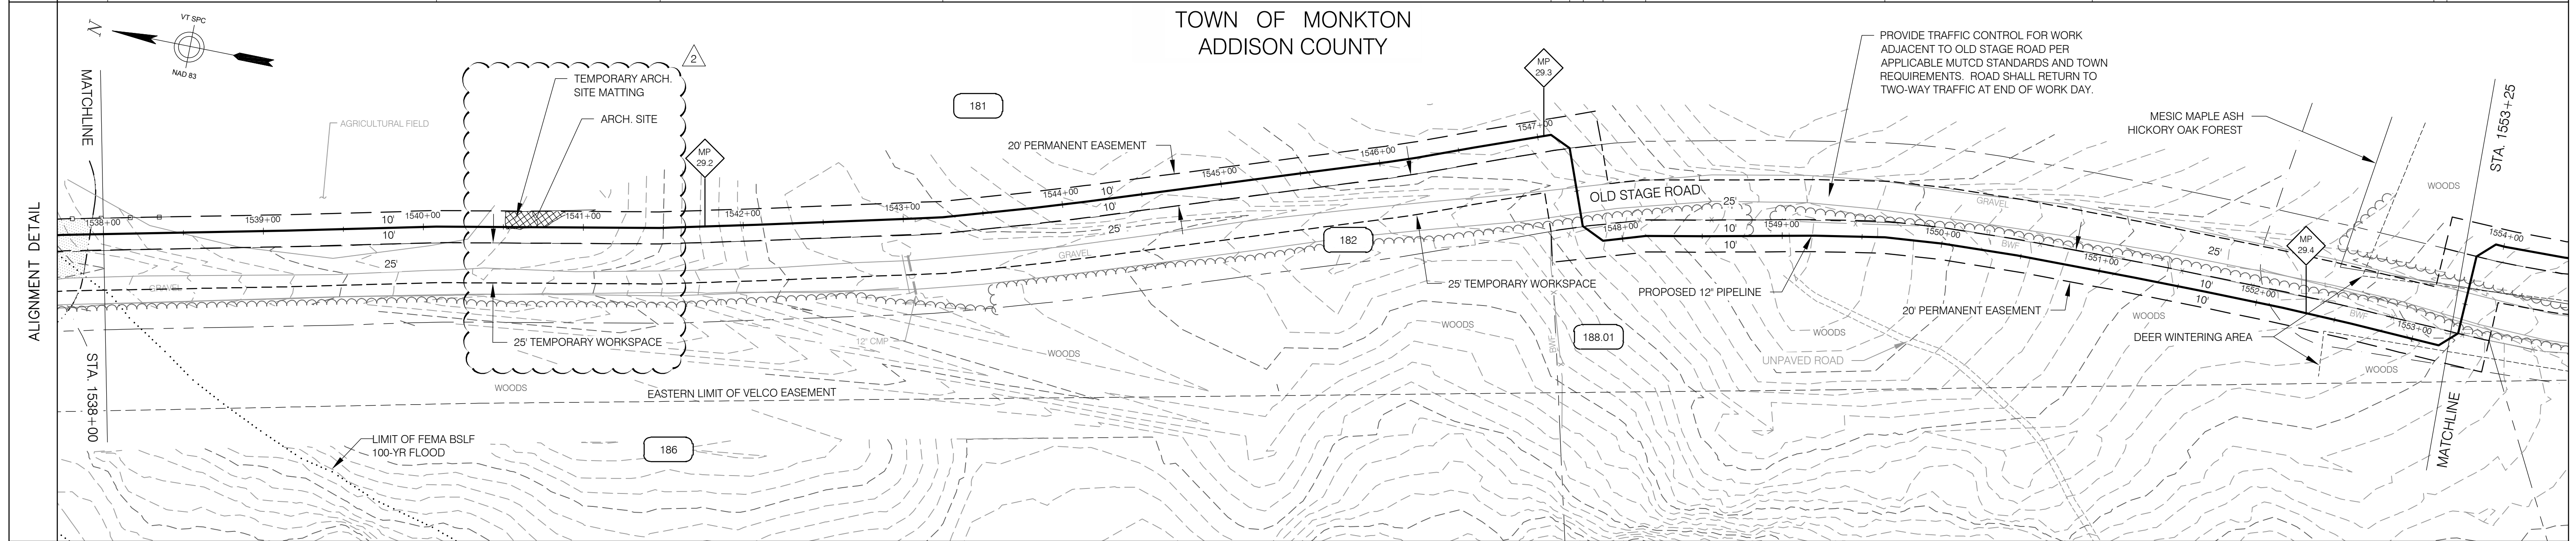 TOWN OF MONKTON
ADDISON COUNTY
VT SPC
N
NAD 83
2
MATCHLINE
STA. 1538+00
ALIGNMENT DETAIL
AGRICULTURAL FIELD
TEMPORARY ARCH.
SITE MATTING
ARCH. SITE
181
MP
29.2
MP
29.3
PROVIDE TRAFFIC CONTROL FOR WORK
ADJACENT TO OLD STAGE ROAD PER
APPLICABLE MUTCD STANDARDS AND TOWN
REQUIREMENTS. ROAD SHALL RETURN TO
TWO-WAY TRAFFIC AT END OF WORK DAY.
MESIC MAPLE ASH
HICKORY OAK FOREST
STA. 1553+25
MATCHLINE
20' PERMANENT EASEMENT
1538+00
1539+00
1540+00
1541+00
1542+00
1543+00
1544+00
1545+00
1546+00
1547+00
1548+00
1549+00
1550+00
1551+00
1552+00
1553+00
1554+00
10'
10'
10'
10'
10'
10'
10'
10'
25'
25'
25'
25'
OLD STAGE ROAD
GRAVEL
GRAVEL
GRAVEL
BWF
BWF
BWF
WOODS
WOODS
WOODS
WOODS
WOODS
WOODS
WOODS
182
25' TEMPORARY WORKSPACE
25' TEMPORARY WORKSPACE
PROPOSED 12" PIPELINE
20' PERMANENT EASEMENT
MP
29.4
DEER WINTERING AREA
188.01
UNPAVED ROAD
12" CMP
EASTERN LIMIT OF VELCO EASEMENT
LIMIT OF FEMA BSLF
100-YR FLOOD
186